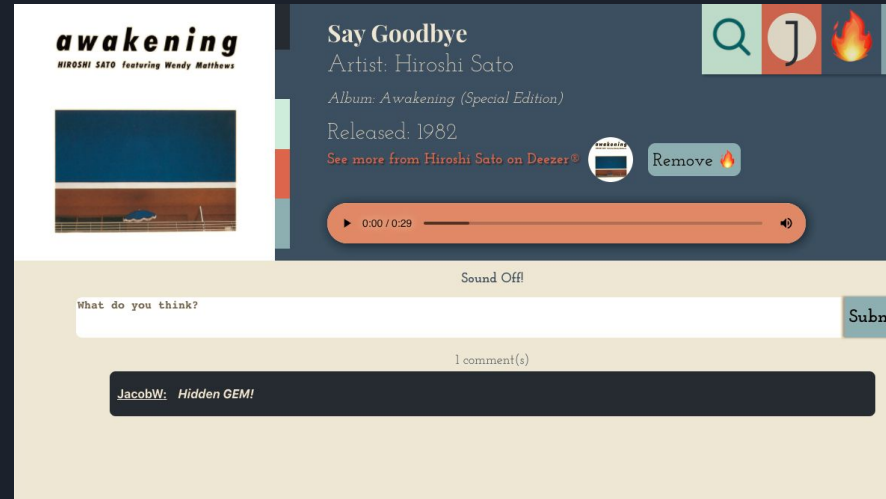 awakening
HIROSHI SATO featuring Wendy Matthews
Say Goodbye
Artist: Hiroshi Sato
Album: Awakening (Special Edition)
Released: 1982
See more from Hiroshi Sato on Deezer®
awakening
Remove 🔥
J
0:00 / 0:29
Sound Off!
What do you think?
Subm
1 comment(s)
JacobW: Hidden GEM!